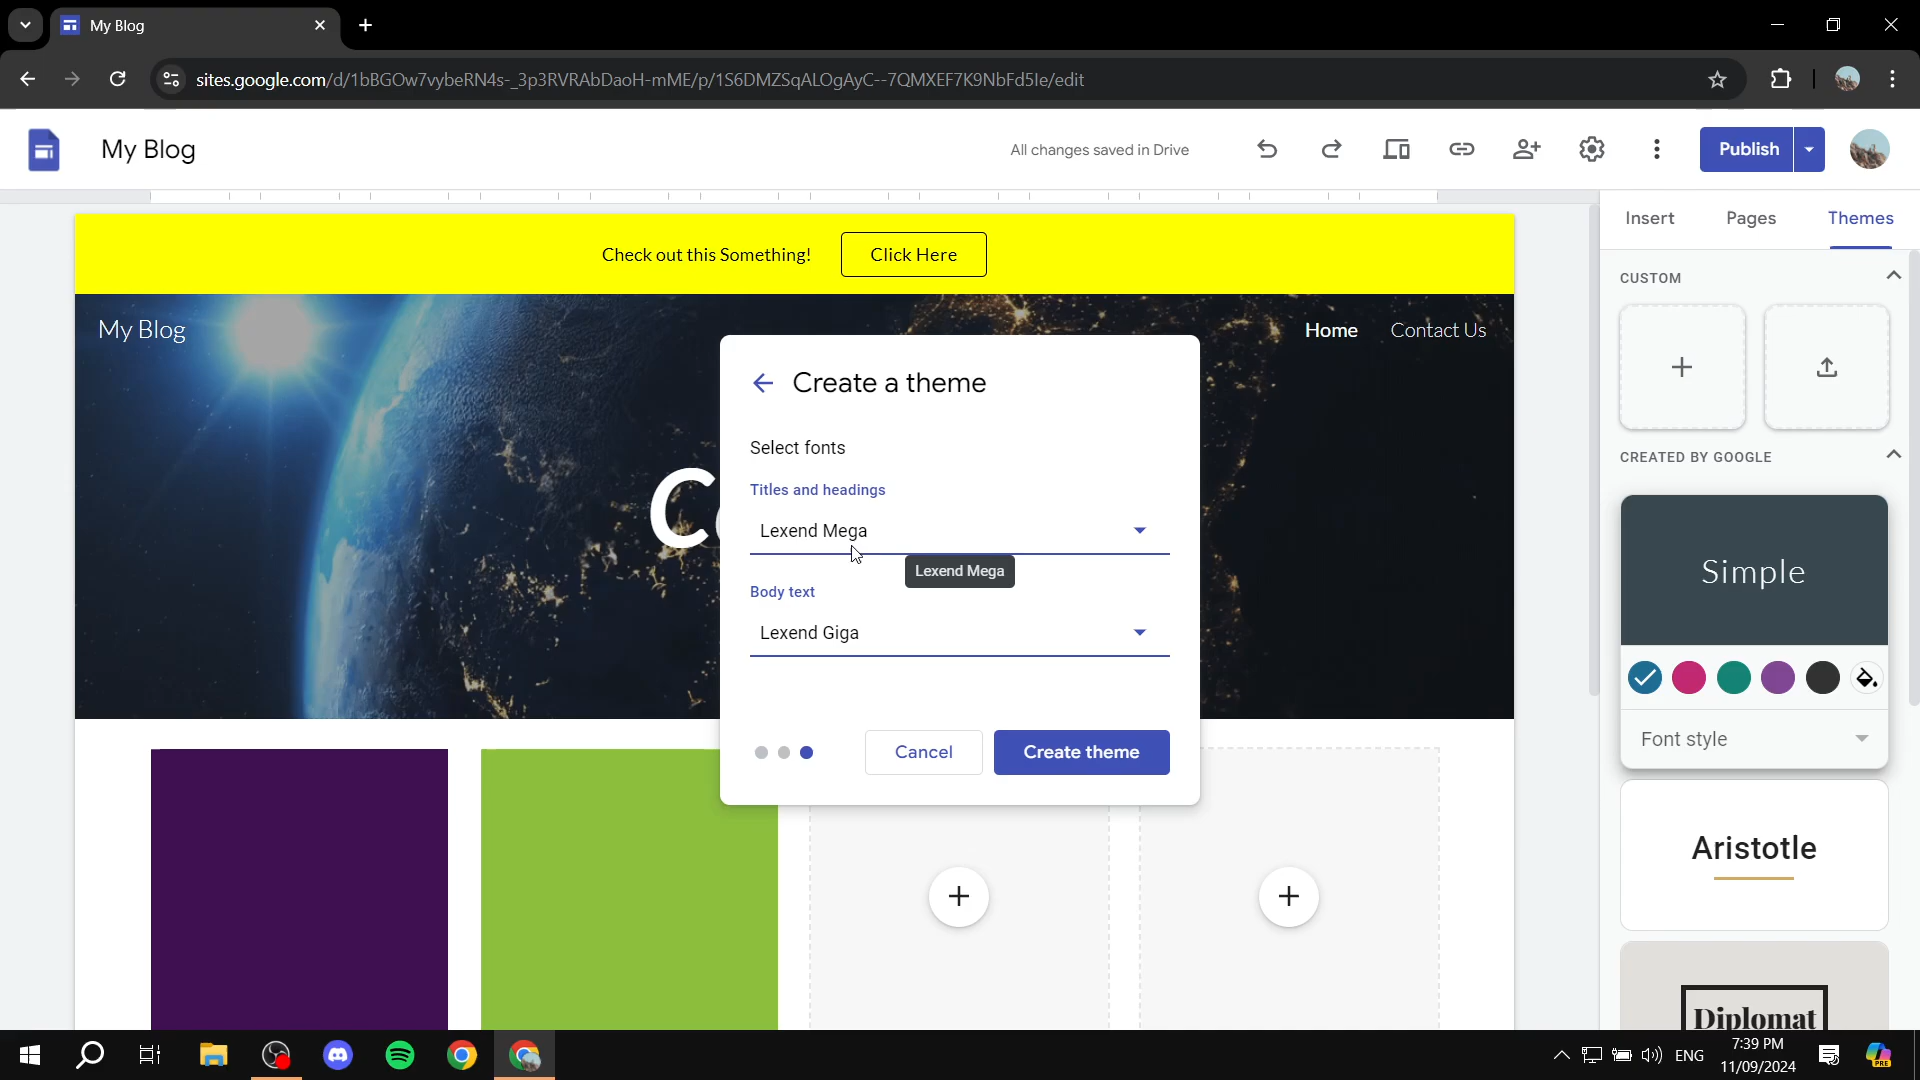 My Blog
sites.google.com/d/1bBGOw7vybeRN4s-_3p3RVRAbDaoH-mME/p/1S6DMZSqALOgAyC--7QMXEF7K9NbFd5Ie/edit
My Blog
All changes saved in Drive
Publish
Insert
Pages
Themes
Check out this Something!
Click Here
My Blog
Home
Contact Us
Create a theme
Select fonts
Titles and headings
Lexend Mega
Lexend Mega
Body text
Lexend Giga
Cancel
Create theme
CUSTOM
CREATED BY GOOGLE
Simple
Font style
Aristotle
Diplomat
ENG
7:39 PM
11/09/2024
PRE